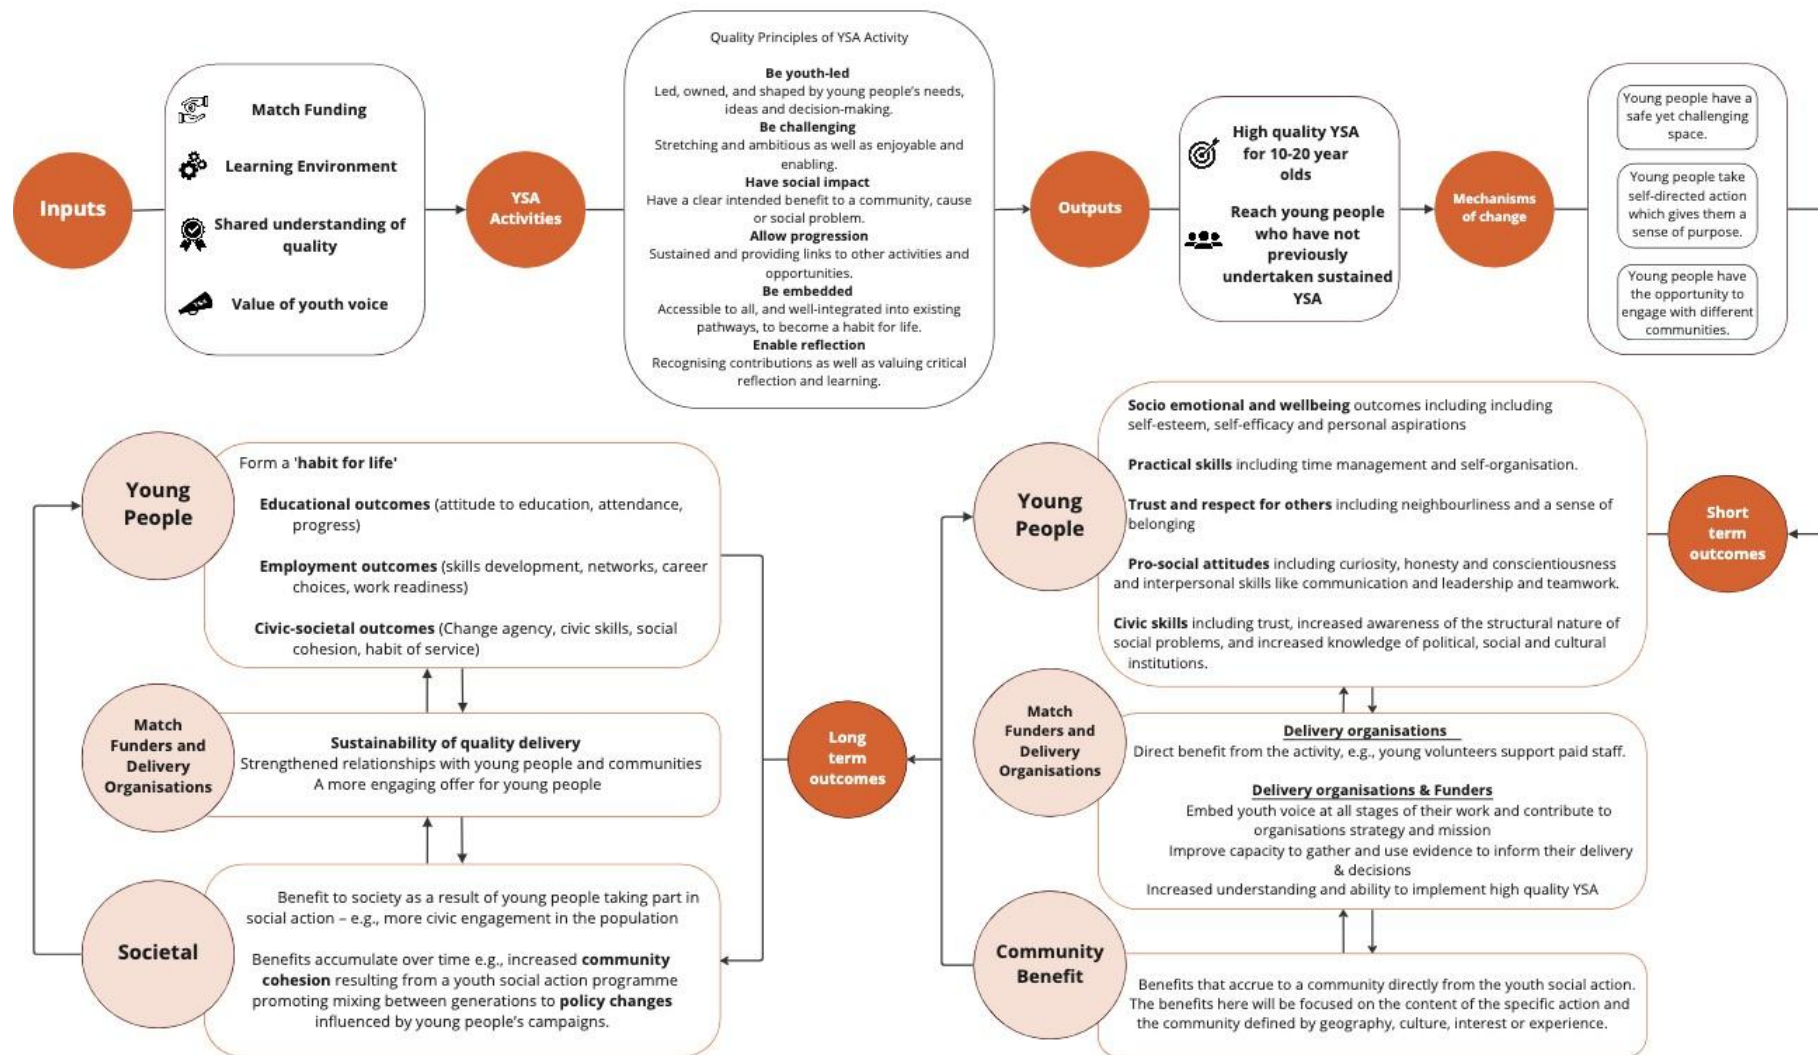 Inputs
Match Funding
Learning Environment
Shared understanding of
quality
Value of youth voice
YSA
Activities
Quality Principles of YSA Activity
Be youth-led
Led, owned, and shaped by young people's needs,
ideas and decision-making.
Be challenging
Stretching and ambitious as well as enjoyable and
enabling.
Have social impact
Have a clear intended benefit to a community, cause
or social problem.
Allow progression
Sustained and providing links to other activities and
opportunities.
Be embedded
Accessible to all, and well-integrated into existing
pathways, to become a habit for life.
Enable reflection
Recognising contributions as well as valuing critical
reflection and learning.
Outputs
High quality YSA
for 10-20 year
olds
Reach young people
who have not
previously
undertaken sustained
YSA
Mechanisms
of change
Young people have a
safe yet challenging
space.
Young people take
self-directed action
which gives them a
sense of purpose.
Young people have
the opportunity to
engage with different
communities.
Short
term
outcomes
Young
People
Socio emotional and wellbeing outcomes including including
self-esteem, self-efficacy and personal aspirations
Practical skills including time management and self-organisation.
Trust and respect for others including neighbourliness and a sense of
belonging
Pro-social attitudes including curiosity, honesty and conscientiousness
and interpersonal skills like communication and leadership and teamwork.
Civic skills including trust, increased awareness of the structural nature of
social problems, and increased knowledge of political, social and cultural
institutions.
Match
Funders and
Delivery
Organisations
Delivery organisations
Direct benefit from the activity, e.g., young volunteers support paid staff.
Delivery organisations & Funders
Embed youth voice at all stages of their work and contribute to
organisations strategy and mission
Improve capacity to gather and use evidence to inform their delivery
& decisions
Increased understanding and ability to implement high quality YSA
Community
Benefit
Benefits that accrue to a community directly from the youth social action.
The benefits here will be focused on the content of the specific action and
the community defined by geography, culture, interest or experience.
Long
term
outcomes
Young
People
Form a 'habit for life'
Educational outcomes (attitude to education, attendance,
progress)
Employment outcomes (skills development, networks, career
choices, work readiness)
Civic-societal outcomes (Change agency, civic skills, social
cohesion, habit of service)
Match
Funders and
Delivery
Organisations
Sustainability of quality delivery
Strengthened relationships with young people and communities
A more engaging offer for young people
Societal
Benefit to society as a result of young people taking part in
social action – e.g., more civic engagement in the population
Benefits accumulate over time e.g., increased community
cohesion resulting from a youth social action programme
promoting mixing between generations to policy changes
influenced by young people's campaigns.